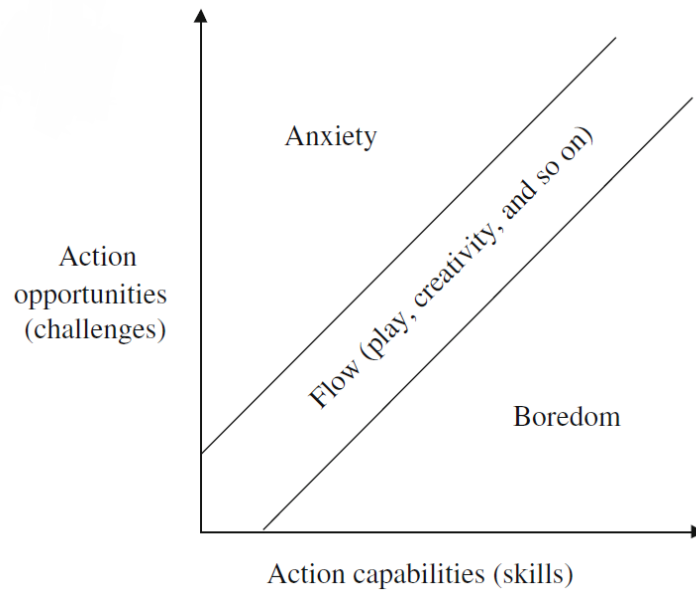 Anxiety
Action
opportunities
(challenges)
Flow (play, creativity, and so on)
Boredom
Action capabilities (skills)